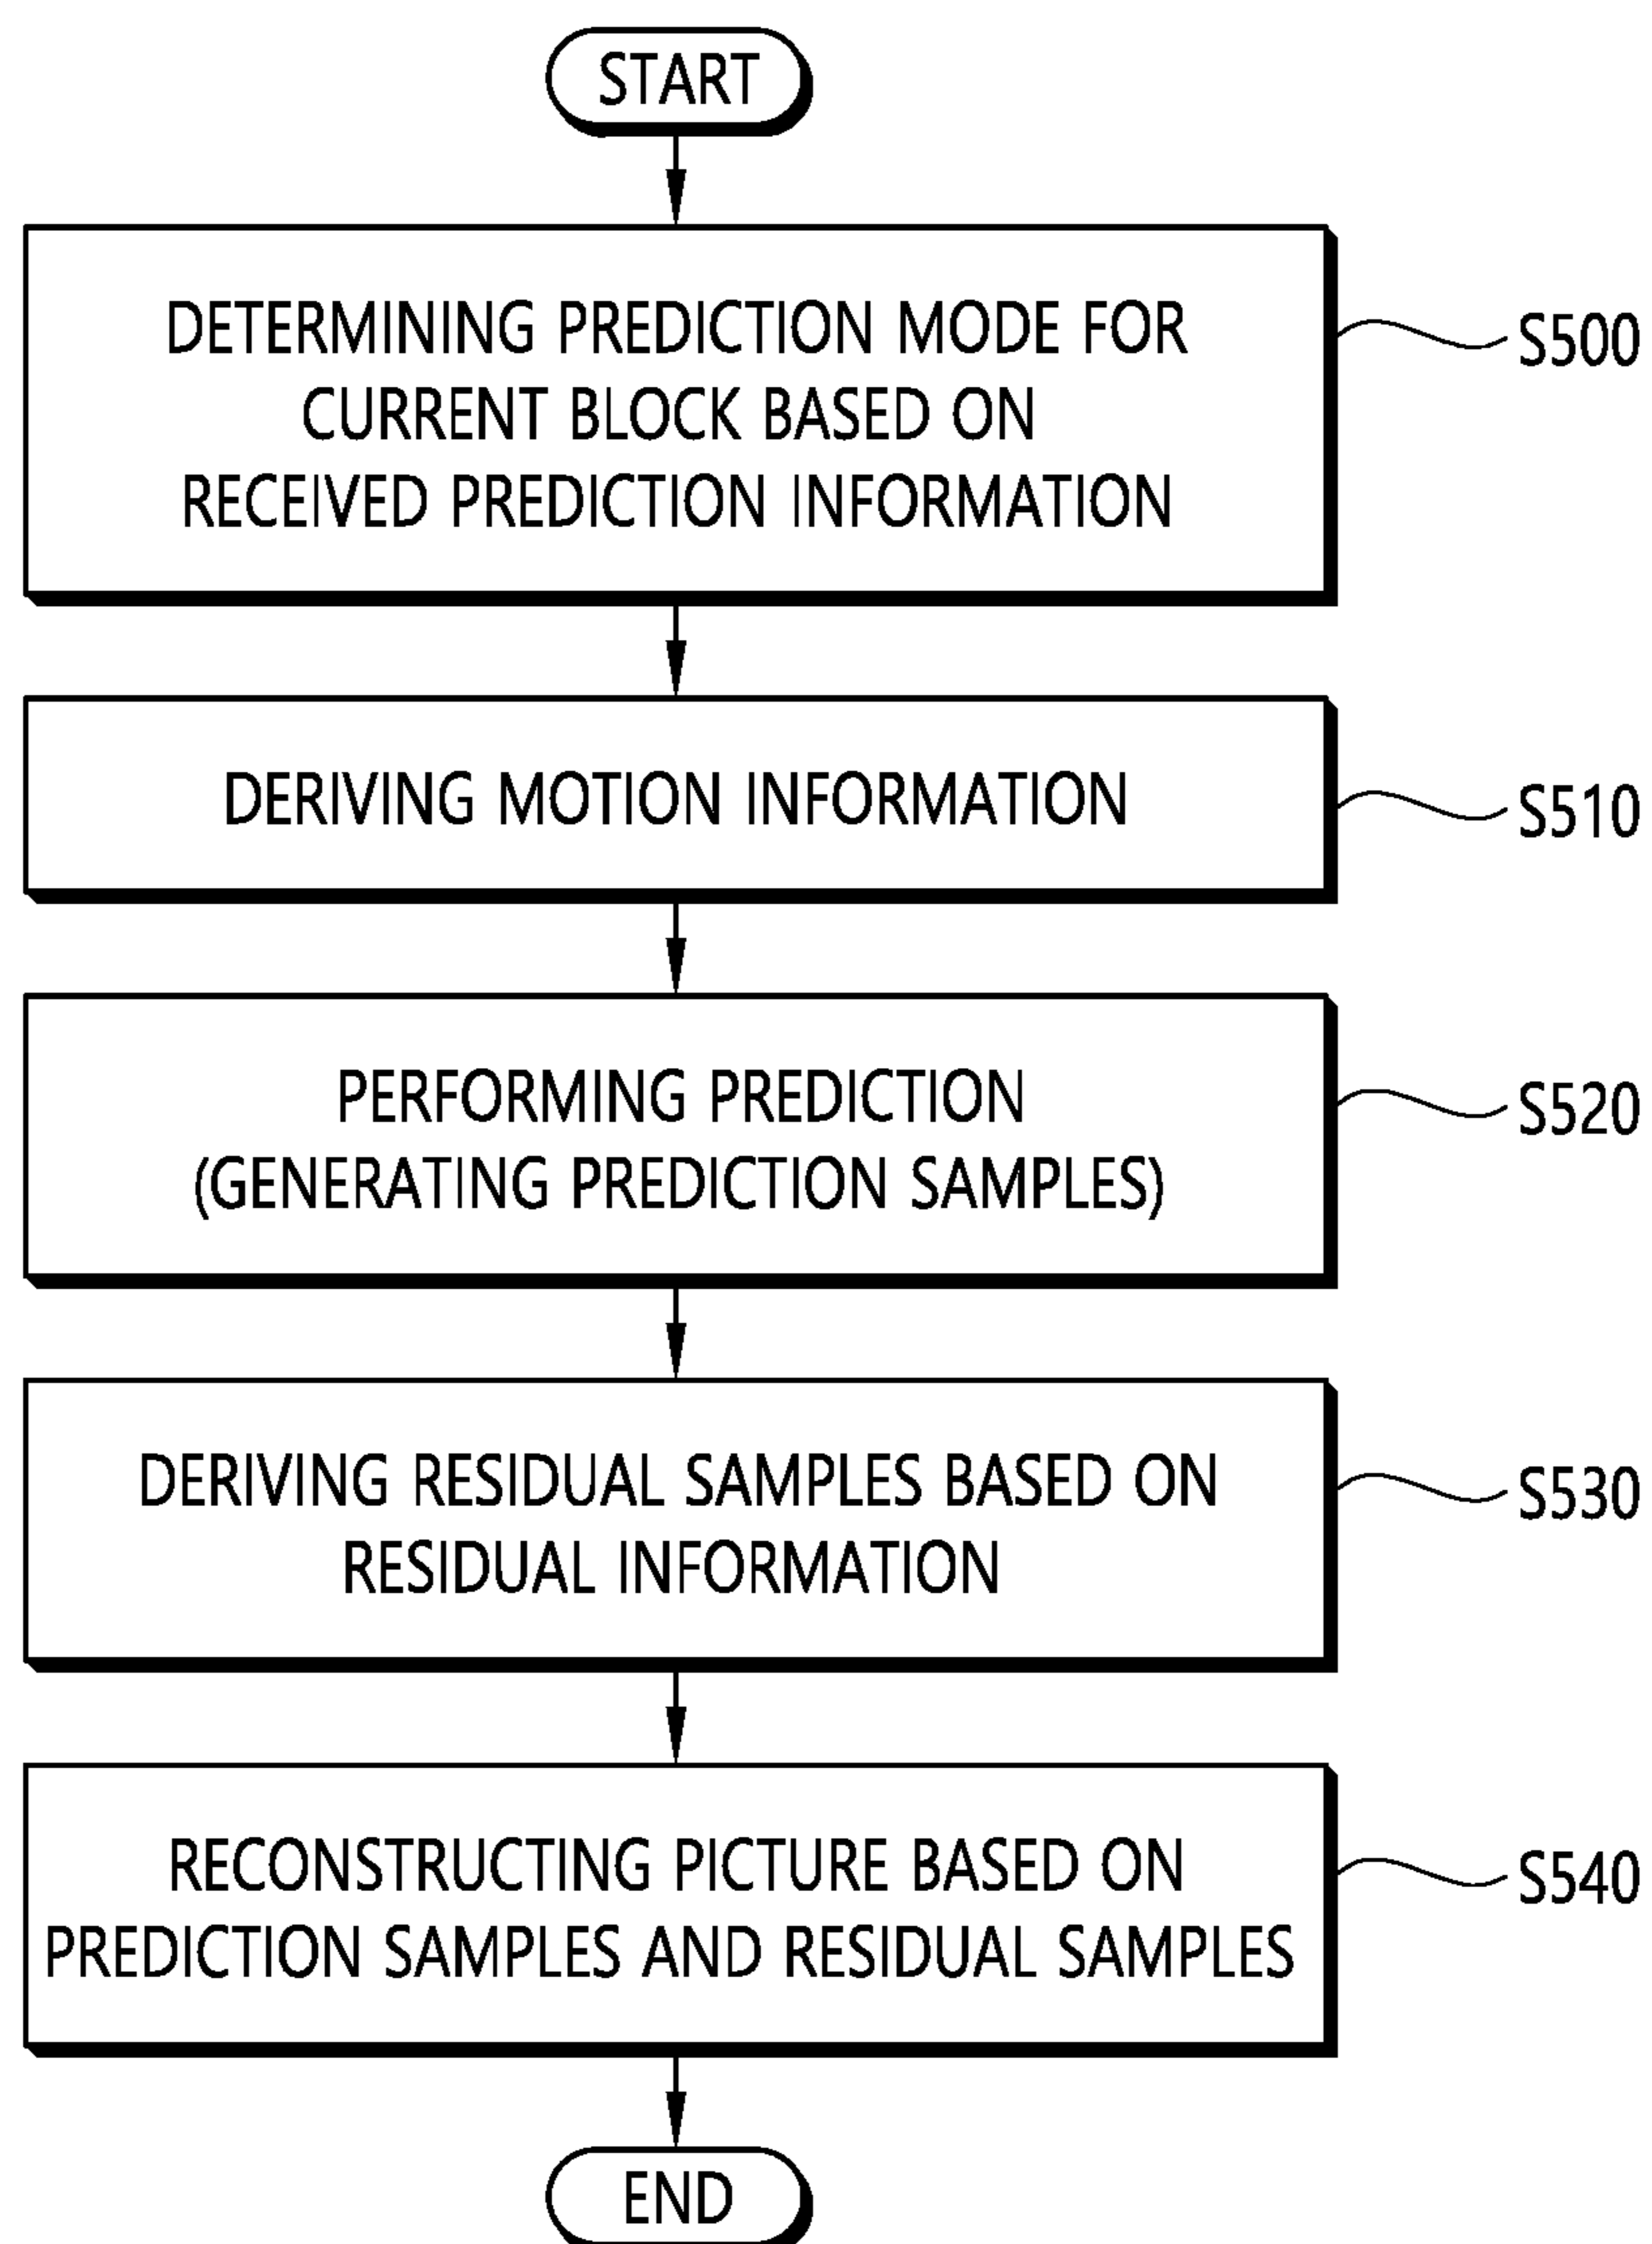 START
DETERMINING PREDICTION MODE FOR
CURRENT BLOCK BASED ON
RECEIVED PREDICTION INFORMATION
S500
DERIVING MOTION INFORMATION
S510
PERFORMING PREDICTION
(GENERATING PREDICTION SAMPLES)
S520
DERIVING RESIDUAL SAMPLES BASED ON
RESIDUAL INFORMATION
S530
RECONSTRUCTING PICTURE BASED ON
PREDICTION SAMPLES AND RESIDUAL SAMPLES
S540
END